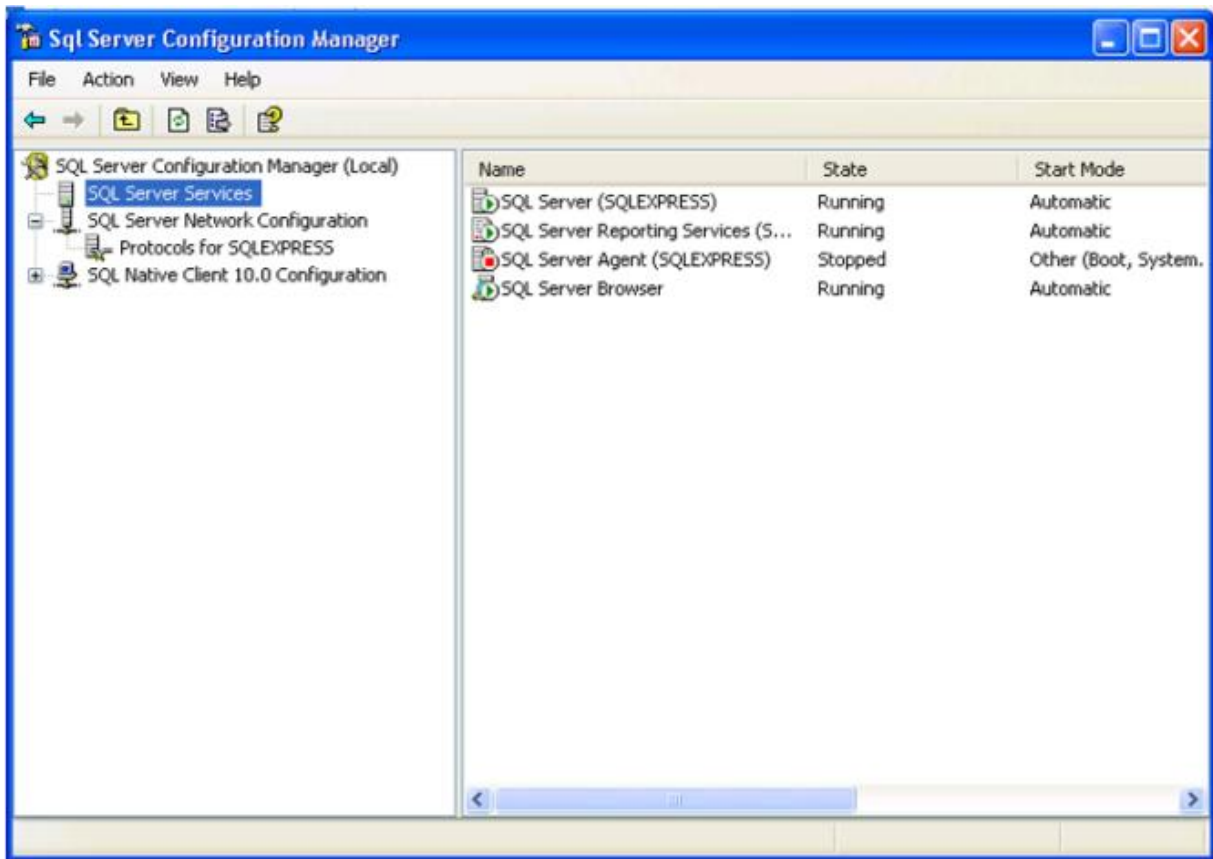 Sql Server Configuration Manager
File Action View Help
SQL Server Configuration Manager (Local)
SQL Server Services
SQL Server Network Configuration
Protocols for SQLEXPRESS
SQL Native Client 10.0 Configuration
Name State Start Mode
SQL Server (SQLEXPRESS) Running Automatic
SQL Server Reporting Services (S... Running Automatic
SQL Server Agent (SQLEXPRESS) Stopped Other (Boot, System.
SQL Server Browser Running Automatic